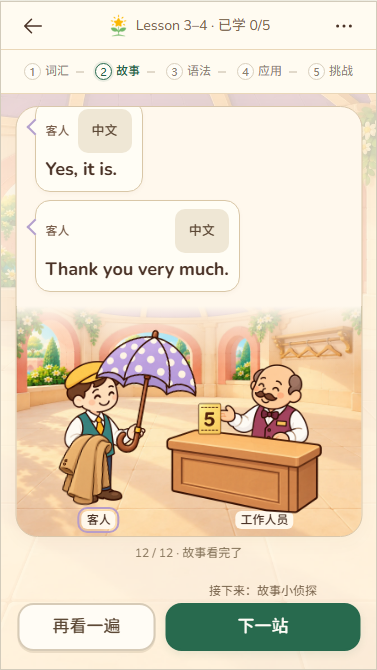 Lesson 3–4 · 已学 0/5
1 词汇 – 2 故事 – 3 语法 – 4 应用 – 5 挑战
客人 中文
Yes, it is.
客人 中文
Thank you very much.
5
客人 工作人员
12 / 12 · 故事看完了
接下来：故事小侦探
再看一遍 下一站